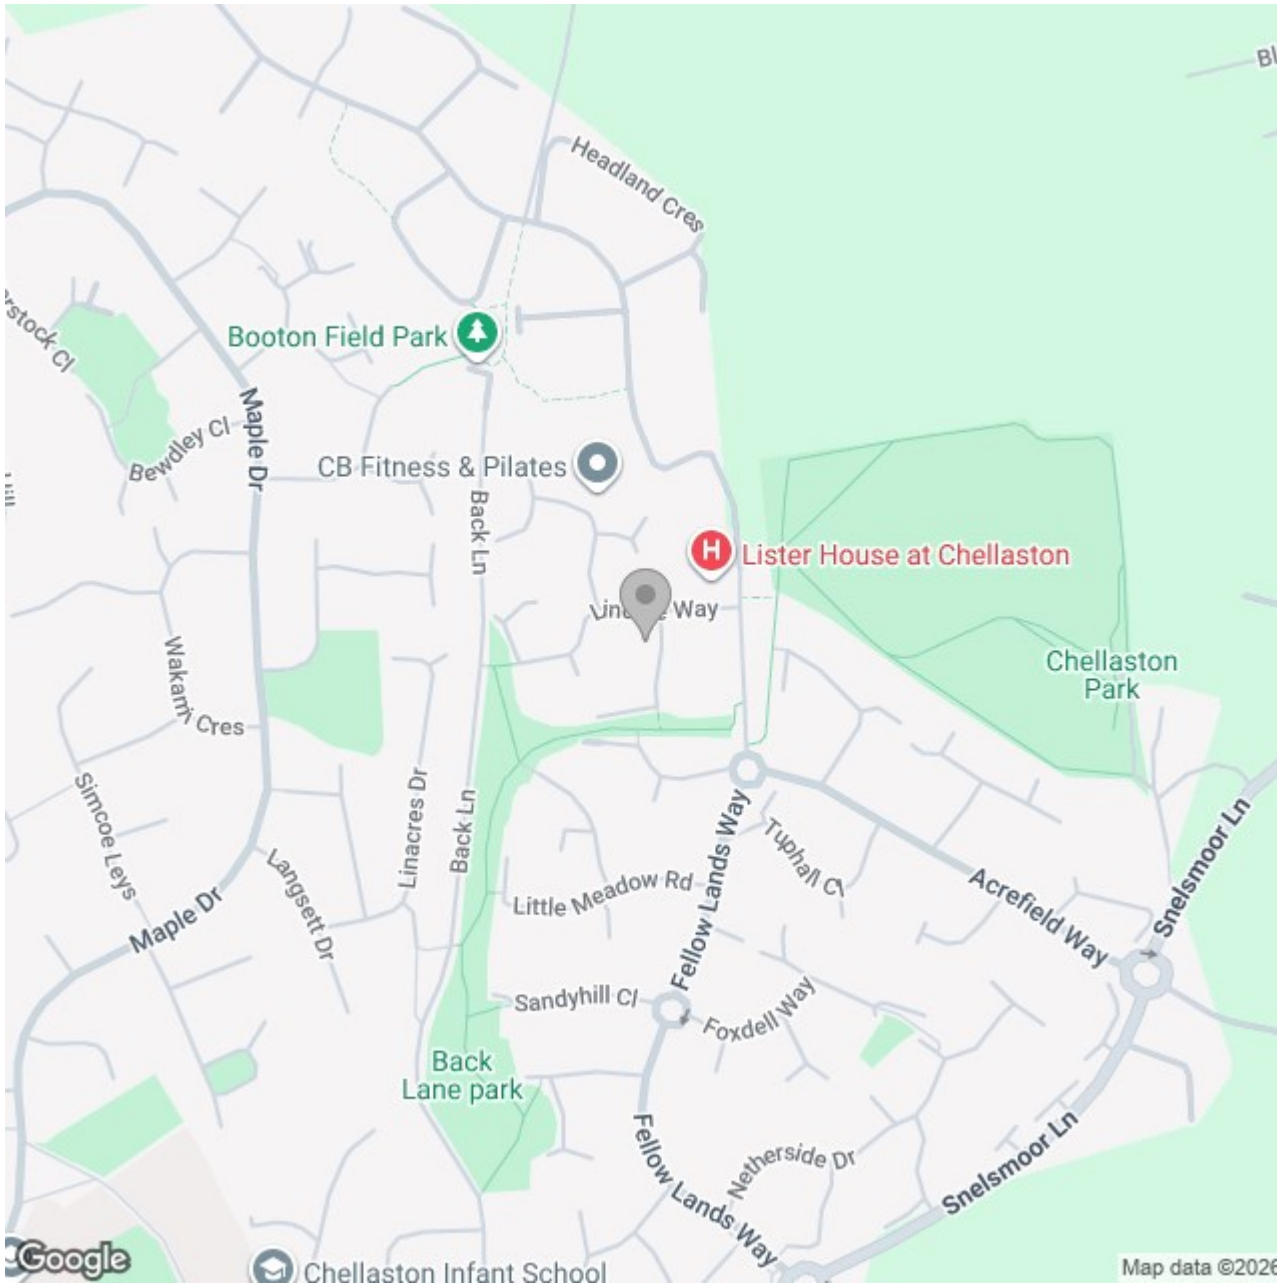 Bl
Headland Cres
Booton Field Park
erstock Cl
Maple Dr
Bewdley Cl
CB Fitness & Pilates
Back Ln
Lister House at Chellaston
Way
Wakami Cres
Chellaston
Park
Simcoe Leys
Linacres Dr
Back Ln
Fellow Lands Way
Tuphall Cl
Snelsmoor Ln
Langsett Dr
Little Meadow Rd
Acrefield Way
Maple Dr
Sandyhill Cl
Foxdell Way
Back
Lane park
Fellow Lands Way
Netherside Dr
Snelsmoor Ln
Google
Chellaston Infant School
Map data ©2026